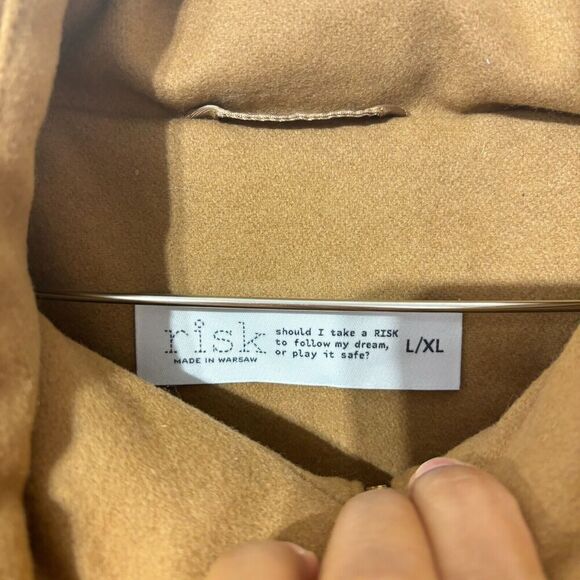 risk
MADE IN WARSAW
should I take a RISK
to follow my dream,
or play it safe?
L/XL